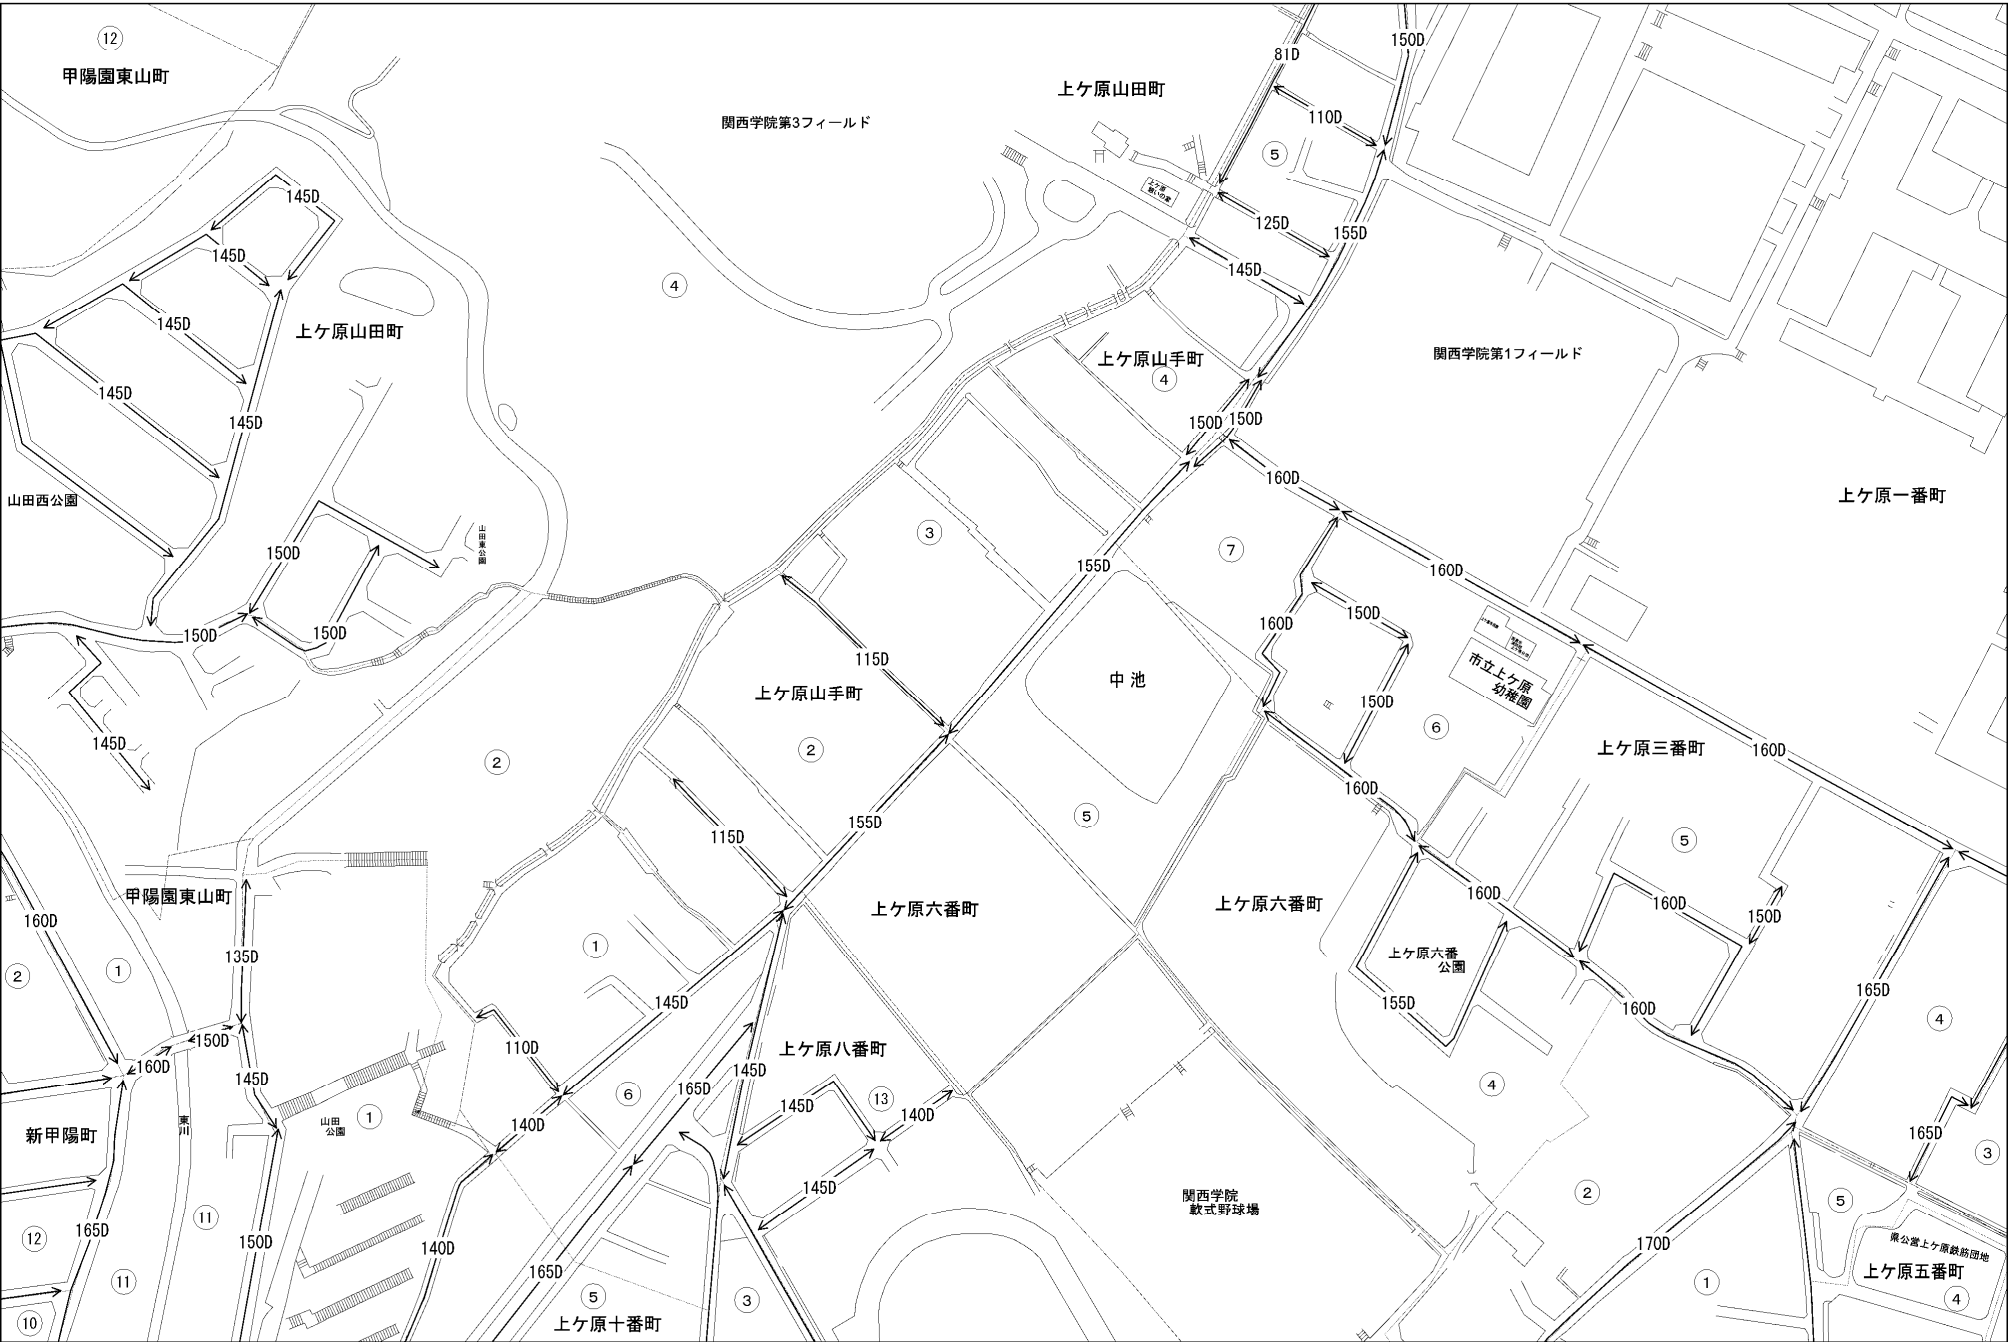 ⑫
甲陽園東山町
81D
150D
上ケ原山田町
関西学院第3フィールド
110D
⑤
上ケ原
憩いの家
145D
125D
155D
145D
145D
④
145D
上ケ原山田町
関西学院第1フィールド
上ケ原山手町
④
145D
145D
150D
150D
160D
山田西公園
上ケ原一番町
③
⑦
山田東公園
150D
155D
160D
150D
150D
150D
160D
115D
市立上ケ原
幼稚園
中池
上ケ原山手町
150D
145D
⑥
上ケ原三番町
160D
②
②
160D
⑤
155D
115D
⑤
甲陽園東山町
160D
160D
160D
上ケ原六番町
上ケ原六番町
150D
①
135D
上ケ原六番
公園
②
①
145D
155D
165D
160D
④
150D
110D
上ケ原八番町
160D
145D
165D
145D
④
⑥
145D
⑬
140D
東川
山田
公園
①
140D
新甲陽町
165D
③
145D
関西学院
軟式野球場
②
⑤
⑪
⑫
165D
150D
140D
170D
県公営上ケ原鉄筋団地
165D
上ケ原五番町
⑪
①
⑤
③
④
⑩
上ケ原十番町